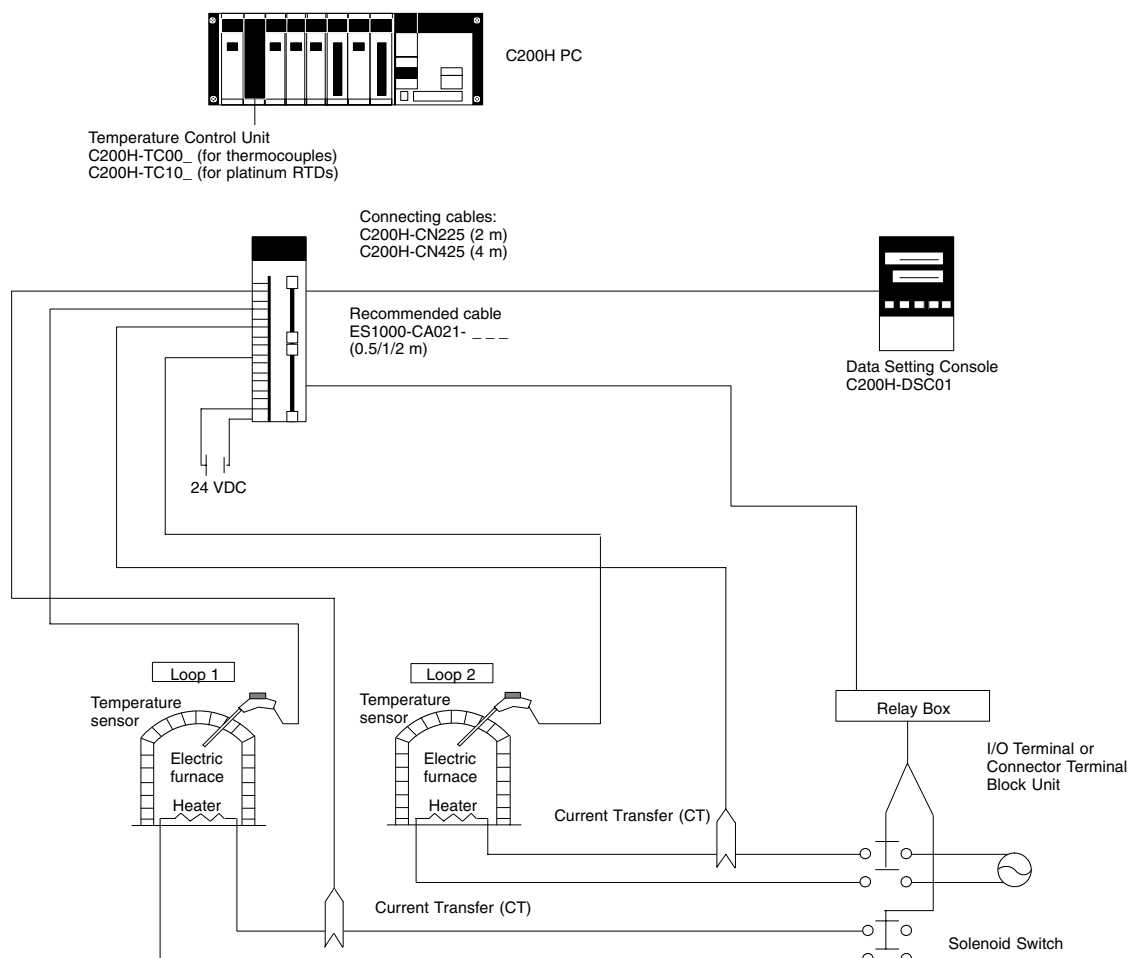 C200H PC
Temperature Control Unit
C200H-TC00_ (for thermocouples)
C200H-TC10_ (for platinum RTDs)
Connecting cables:
C200H-CN225 (2 m)
C200H-CN425 (4 m)
Recommended cable
ES1000-CA021- _ _ _
(0.5/1/2 m)
Data Setting Console
C200H-DSC01
24 VDC
Loop 1
Temperature
sensor
Electric
furnace
Heater
Loop 2
Temperature
sensor
Electric
furnace
Heater
Relay Box
I/O Terminal or
Connector Terminal
Block Unit
Current Transfer (CT)
Current Transfer (CT)
Solenoid Switch